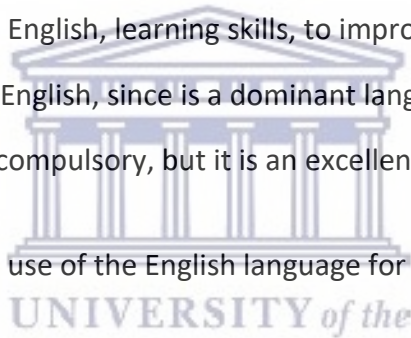 English, learning skills, to impro
English, since is a dominant lang
compulsory, but it is an excellen
use of the English language for
UNIVERSITY of the